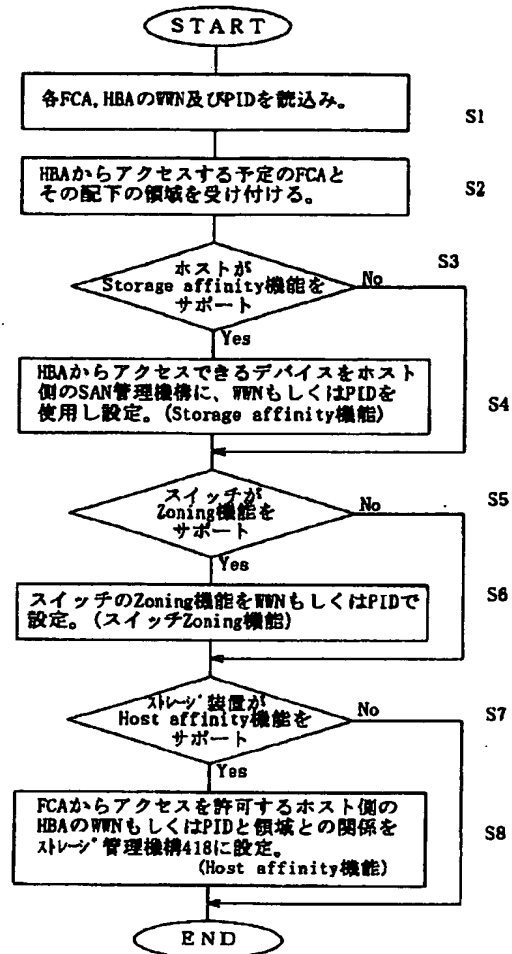 START
各FCA,HBAのWWN及びPIDを読込み。
S1
HBAからアクセスする予定のFCAと
その配下の領域を受け付ける。
S2
ホストが
Storage affinity機能を
サポート
No
S3
Yes
HBAからアクセスできるデバイスをホスト
側のSAN管理機構に、WWNもしくはPIDを
使用し設定。(Storage affinity機能)
S4
スイッチが
Zoning機能を
サポート
No
S5
Yes
スイッチのZoning機能をWWNもしくはPIDで
設定。(スイッチZoning機能)
S6
ｽﾄﾚｰｼﾞ装置が
Host affinity機能を
サポート
No
S7
Yes
FCAからアクセスを許可するホスト側の
HBAのWWNもしくはPIDと領域との関係を
ｽﾄﾚｰｼﾞ管理機構418に設定。
(Host affinity機能)
S8
END